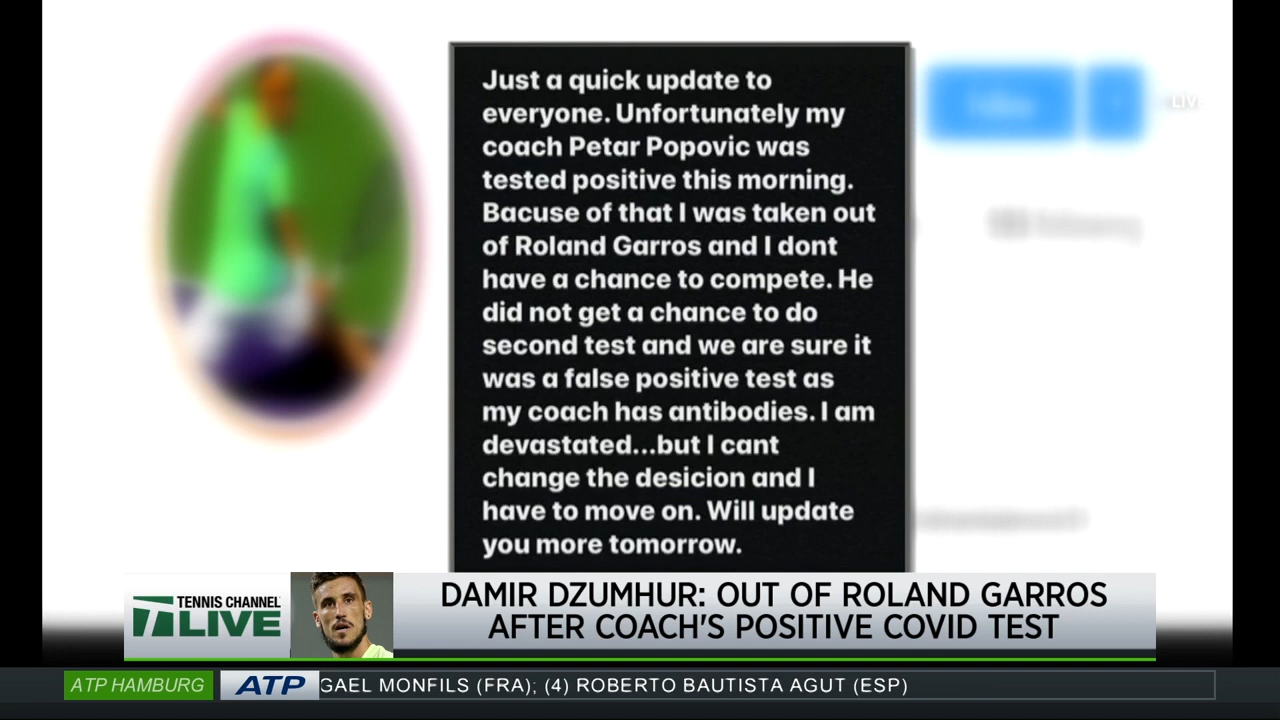 Just a quick update to
everyone. Unfortunately my
coach Petar Popovic was
tested positive this morning.
Bacuse of that I was taken out
of Roland Garros and I dont
have a chance to compete. He
did not get a chance to do
second test and we are sure it
was a false positive test as
my coach has antibodies. I am
devastated...but I cant
change the desicion and I
have to move on. Will update
you more tomorrow.
LIVE
TENNIS CHANNEL
LIVE
DAMIR DZUMHUR: OUT OF ROLAND GARROS
AFTER COACH'S POSITIVE COVID TEST
ATP HAMBURG ATP GAEL MONFILS (FRA); (4) ROBERTO BAUTISTA AGUT (ESP)